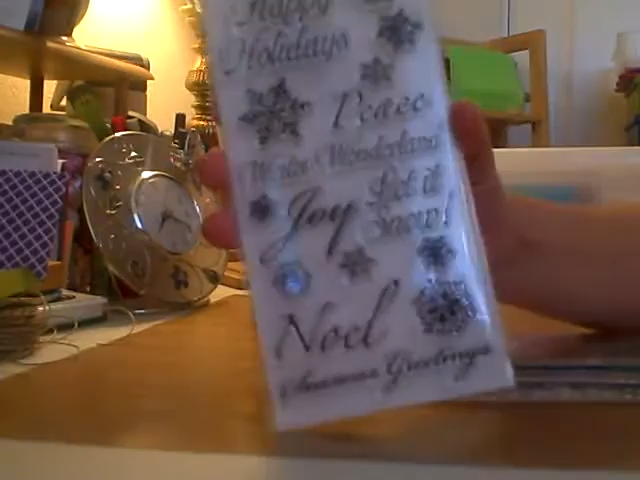 Happy
Holidays
Peace
Winter Wonderland
Joy
Let it
Snow!
Noel
Seasons Greetings